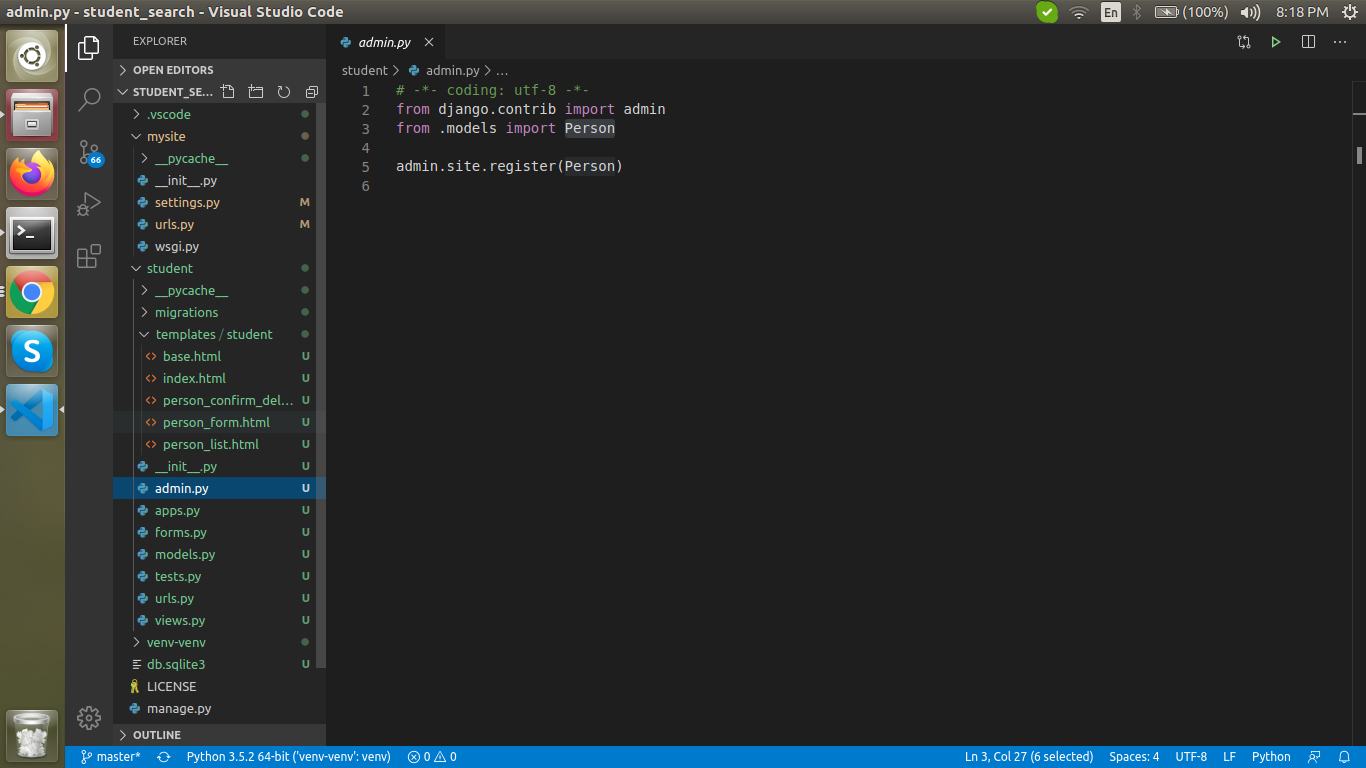 admin.py - student_search - Visual Studio Code
En
(100%)
8:18 PM
EXPLORER
OPEN EDITORS
STUDENT_SE...
.vscode
mysite
__pycache__
__init__.py
settings.py M
urls.py M
wsgi.py
student
__pycache__
migrations
templates / student
base.html U
index.html U
person_confirm_del... U
person_form.html U
person_list.html U
__init__.py U
admin.py U
apps.py U
forms.py U
models.py U
tests.py U
urls.py U
views.py U
venv-venv
db.sqlite3 U
LICENSE
manage.py
OUTLINE
66
admin.py
student > admin.py > ...
1 # -*- coding: utf-8 -*-
2 from django.contrib import admin
3 from .models import Person
4
5 admin.site.register(Person)
6
S
master*
Python 3.5.2 64-bit ('venv-venv': venv)
0 0
Ln 3, Col 27 (6 selected)
Spaces: 4
UTF-8
LF
Python